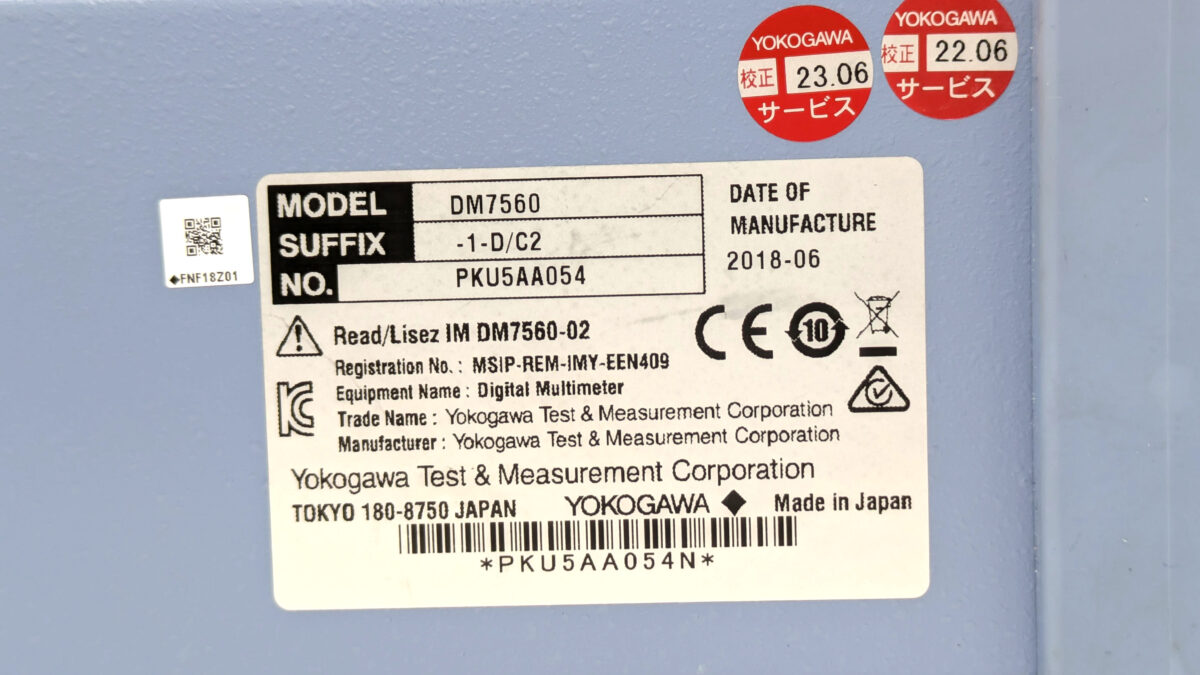 YOKOGAWA
校正 23.06
サービス
YOKOGAWA
校正 22.06
サービス
MODEL DM7560
SUFFIX -1-D/C2
NO. PKU5AA054
DATE OF
MANUFACTURE
2018-06
◆FNF18Z01
Read/Lisez IM DM7560-02
CE 10
Registration No. : MSIP-REM-IMY-EEN409
Equipment Name : Digital Multimeter
Trade Name : Yokogawa Test & Measurement Corporation
Manufacturer : Yokogawa Test & Measurement Corporation
Yokogawa Test & Measurement Corporation
TOKYO 180-8750 JAPAN YOKOGAWA ◆ Made in Japan
*PKU5AA054N*